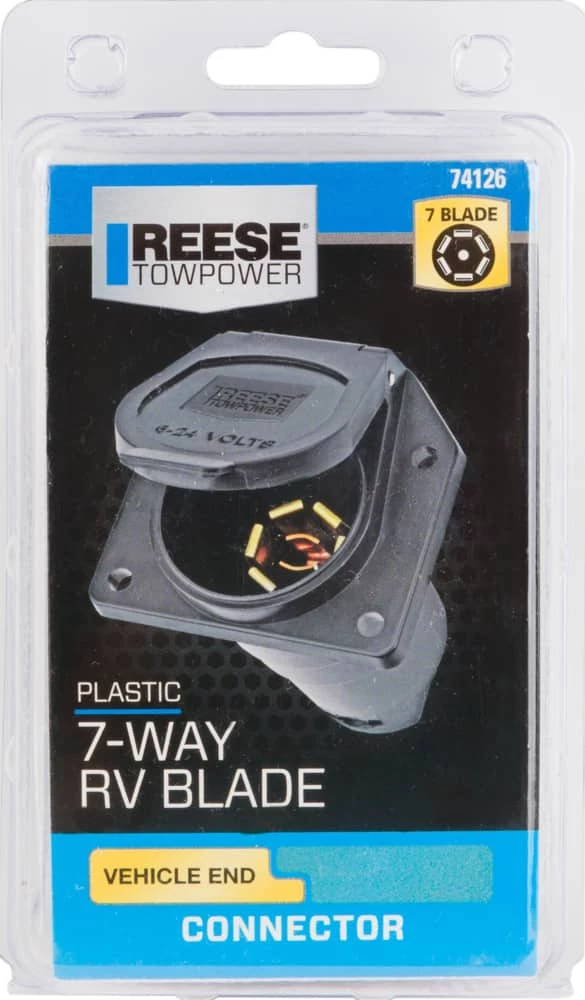 74126
7 BLADE
REESE®
TOWPOWER
REESE®
TOWPOWER
6-24 VOLTS
PLASTIC
7-WAY
RV BLADE
VEHICLE END
CONNECTOR